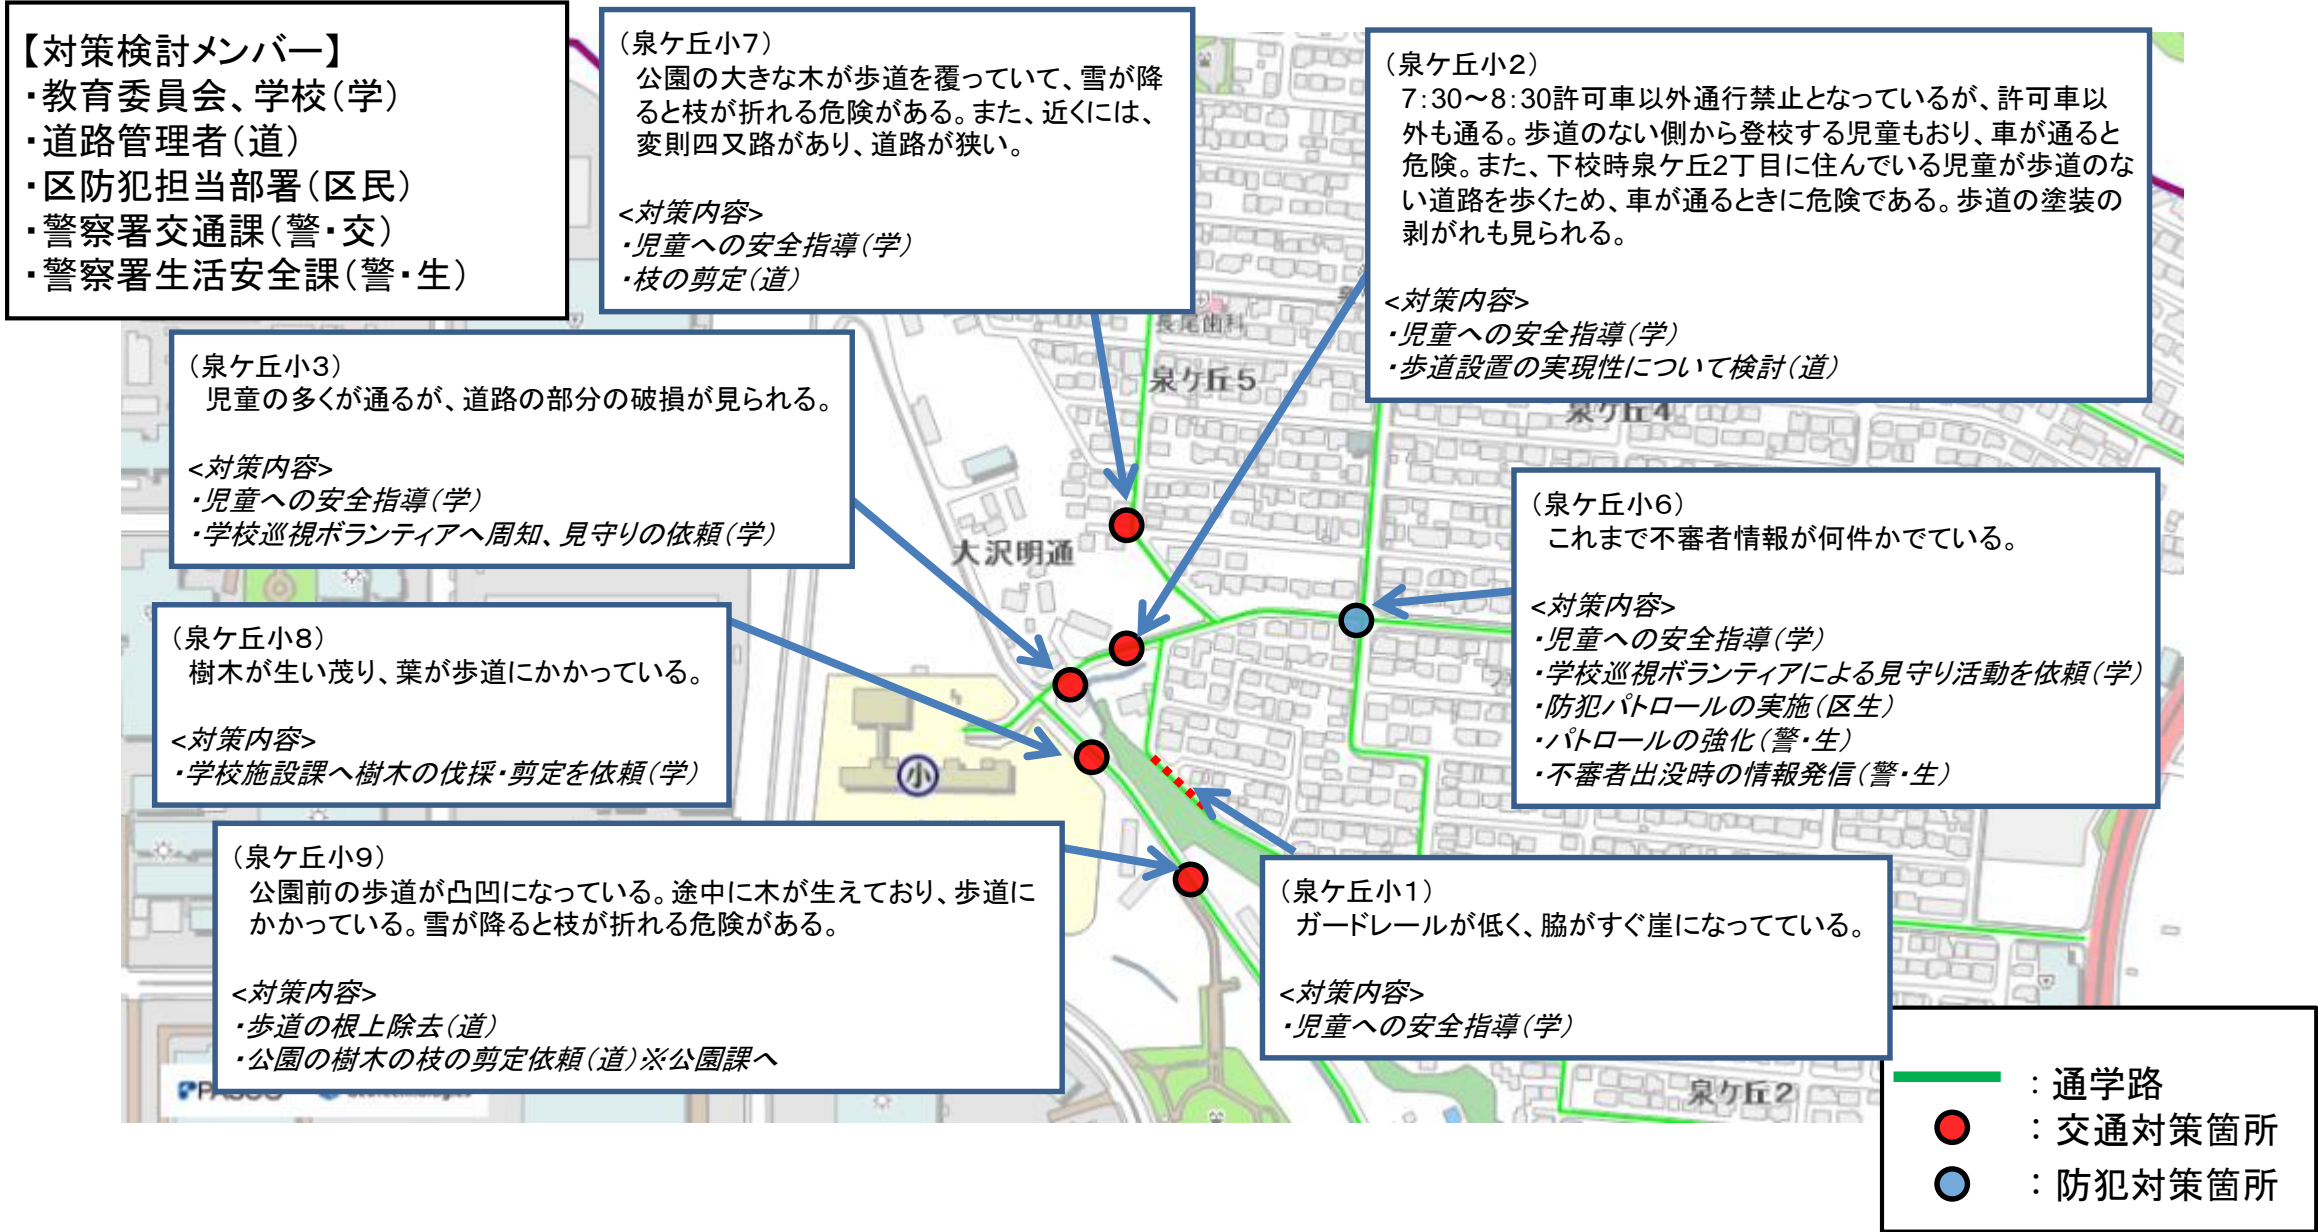 【対策検討メンバー】
・教育委員会、学校(学)
・道路管理者(道)
・区防犯担当部署(区民)
・警察署交通課(警・交)
・警察署生活安全課(警・生)
(泉ケ丘小7)
公園の大きな木が歩道を覆っていて、雪が降
ると枝が折れる危険がある。また、近くには、
変則四又路があり、道路が狭い。
<対策内容>
・児童への安全指導(学)
・枝の剪定(道)
(泉ケ丘小2)
7:30～8:30許可車以外通行禁止となっているが、許可車以
外も通る。歩道のない側から登校する児童もおり、車が通ると
危険。また、下校時泉ケ丘2丁目に住んでいる児童が歩道のな
い道路を歩くため、車が通るときに危険である。歩道の塗装の
剥がれも見られる。
<対策内容>
・児童への安全指導(学)
・歩道設置の実現性について検討(道)
(泉ケ丘小3)
児童の多くが通るが、道路の部分の破損が見られる。
<対策内容>
・児童への安全指導(学)
・学校巡視ボランティアへ周知、見守りの依頼(学)
長尾歯科
泉ケ丘5
泉ケ丘4
大沢明通
(泉ケ丘小6)
これまで不審者情報が何件かでている。
<対策内容>
・児童への安全指導(学)
・学校巡視ボランティアによる見守り活動を依頼(学)
・防犯パトロールの実施(区生)
・パトロールの強化(警・生)
・不審者出没時の情報発信(警・生)
(泉ケ丘小8)
樹木が生い茂り、葉が歩道にかかっている。
<対策内容>
・学校施設課へ樹木の伐採・剪定を依頼(学)
小
(泉ケ丘小9)
公園前の歩道が凸凹になっている。途中に木が生えており、歩道に
かかっている。雪が降ると枝が折れる危険がある。
<対策内容>
・歩道の根上除去(道)
・公園の樹木の枝の剪定依頼(道)※公園課へ
(泉ケ丘小1)
ガードレールが低く、脇がすぐ崖になってている。
<対策内容>
・児童への安全指導(学)
泉ケ丘2
:通学路
:交通対策箇所
:防犯対策箇所